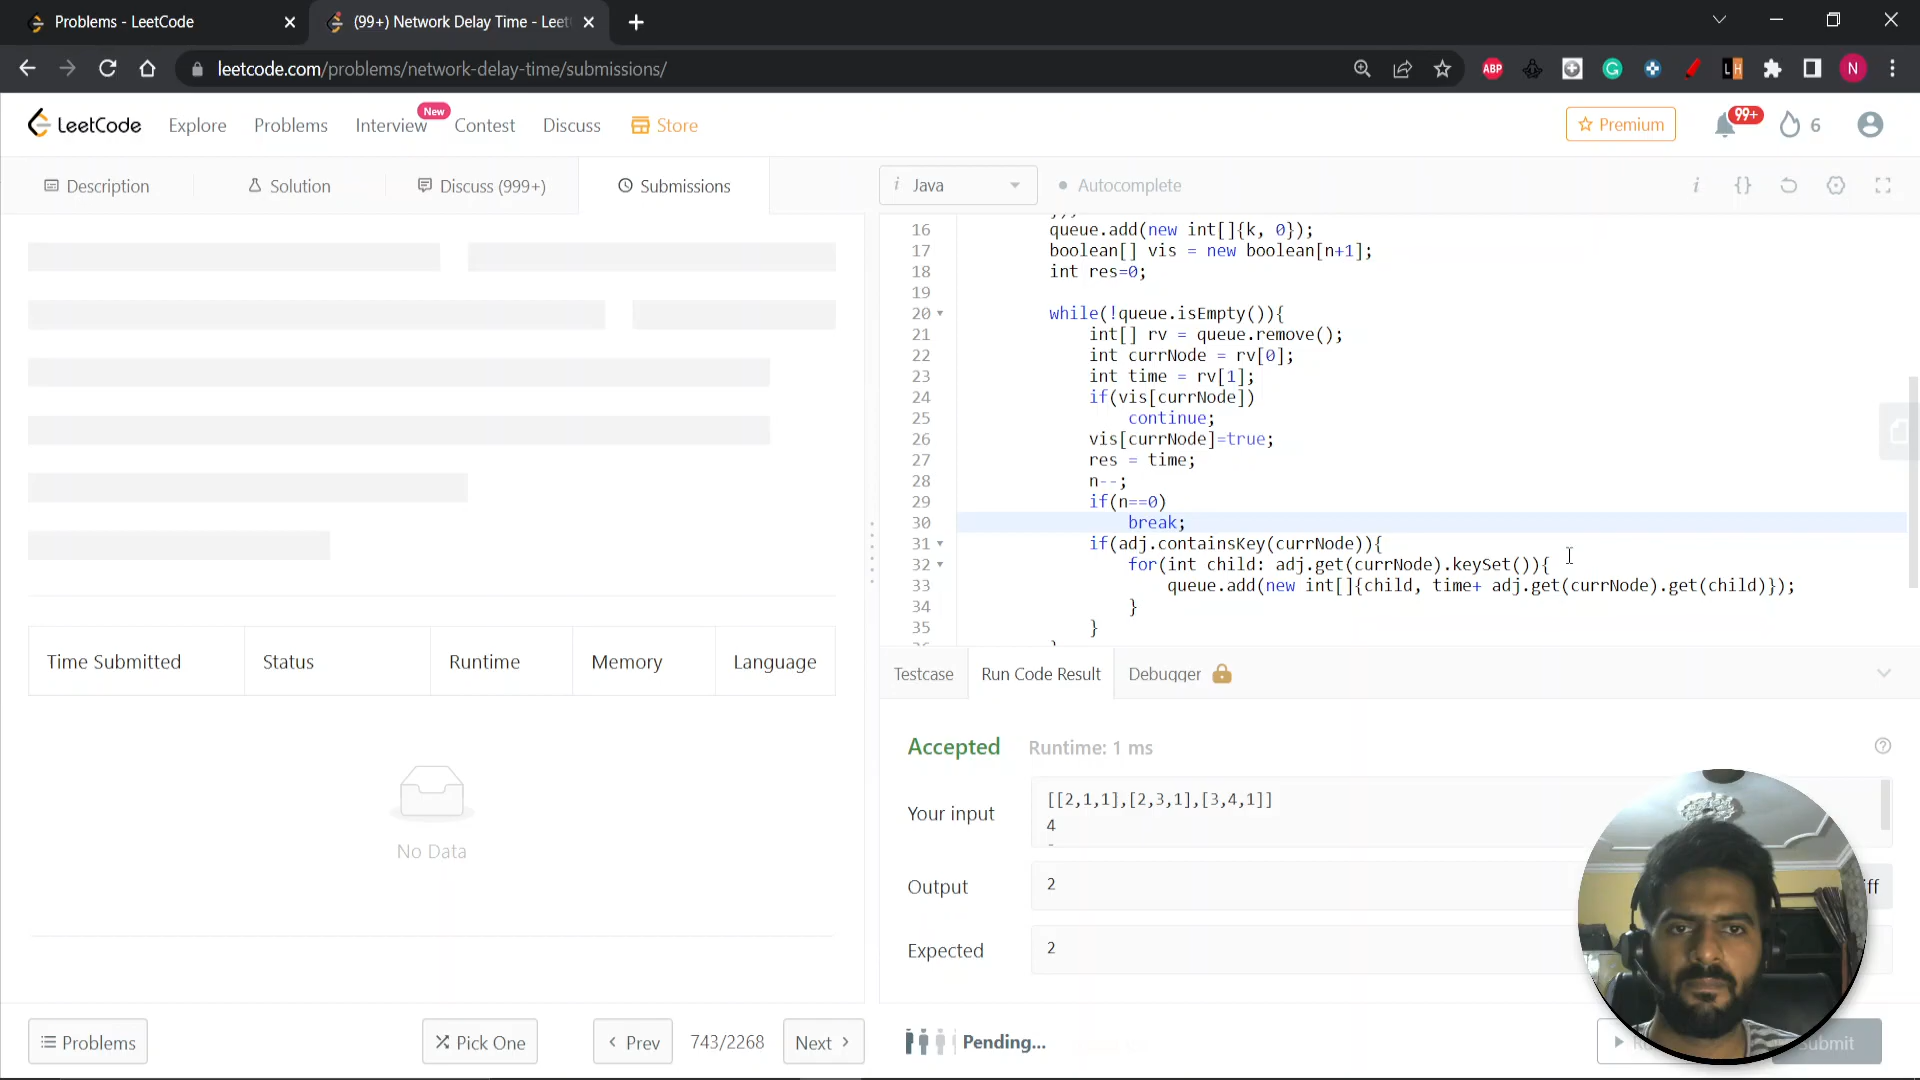 Problems - LeetCode
(99+) Network Delay Time - Leet
leetcode.com/problems/network-delay-time/submissions/
ABP
LH
N
LeetCode
Explore
Problems
Interview
New
Contest
Discuss
Store
Premium
99+
6
Description
Solution
Discuss (999+)
Submissions
i Java
Autocomplete
i {}
16 queue.add(new int[]{k, 0});
17 boolean[] vis = new boolean[n+1];
18 int res=0;
19
20 while(!queue.isEmpty()){
21 int[] rv = queue.remove();
22 int currNode = rv[0];
23 int time = rv[1];
24 if(vis[currNode])
25 continue;
26 vis[currNode]=true;
27 res = time;
28 n--;
29 if(n==0)
30 break;
31 if(adj.containsKey(currNode)){
32 for(int child: adj.get(currNode).keySet()){
33 queue.add(new int[]{child, time+ adj.get(currNode).get(child)});
34 }
35 }
Time Submitted
Status
Runtime
Memory
Language
No Data
Testcase
Run Code Result
Debugger
Accepted
Runtime: 1 ms
Your input
[[2,1,1],[2,3,1],[3,4,1]]
4
Output
2
iff
Expected
2
Problems
Pick One
Prev
743/2268
Next
Pending...
Submit